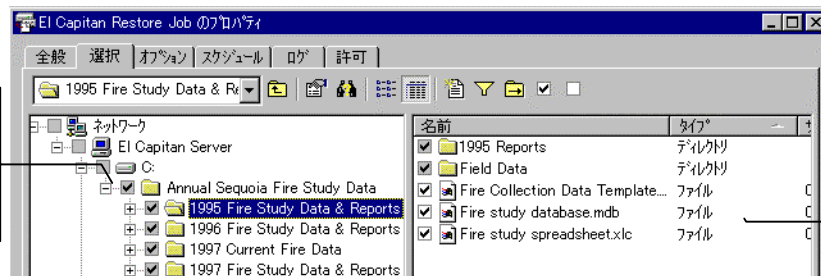 El Capitan Restore Job のプロパティ
全般 選択 オプション スケジュール ログ 許可
1995 Fire Study Data & Re
ネットワーク
El Capitan Server
C:
Annual Sequoia Fire Study Data
1995 Fire Study Data & Reports
1996 Fire Study Data & Reports
1997 Current Fire Data
1997 Fire Study Data & Reports
名前 タイプ
1995 Reports ディレクトリ
Field Data ディレクトリ
Fire Collection Data Template... ファイル
Fire study database.mdb ファイル
Fire study spreadsheet.xlc ファイル